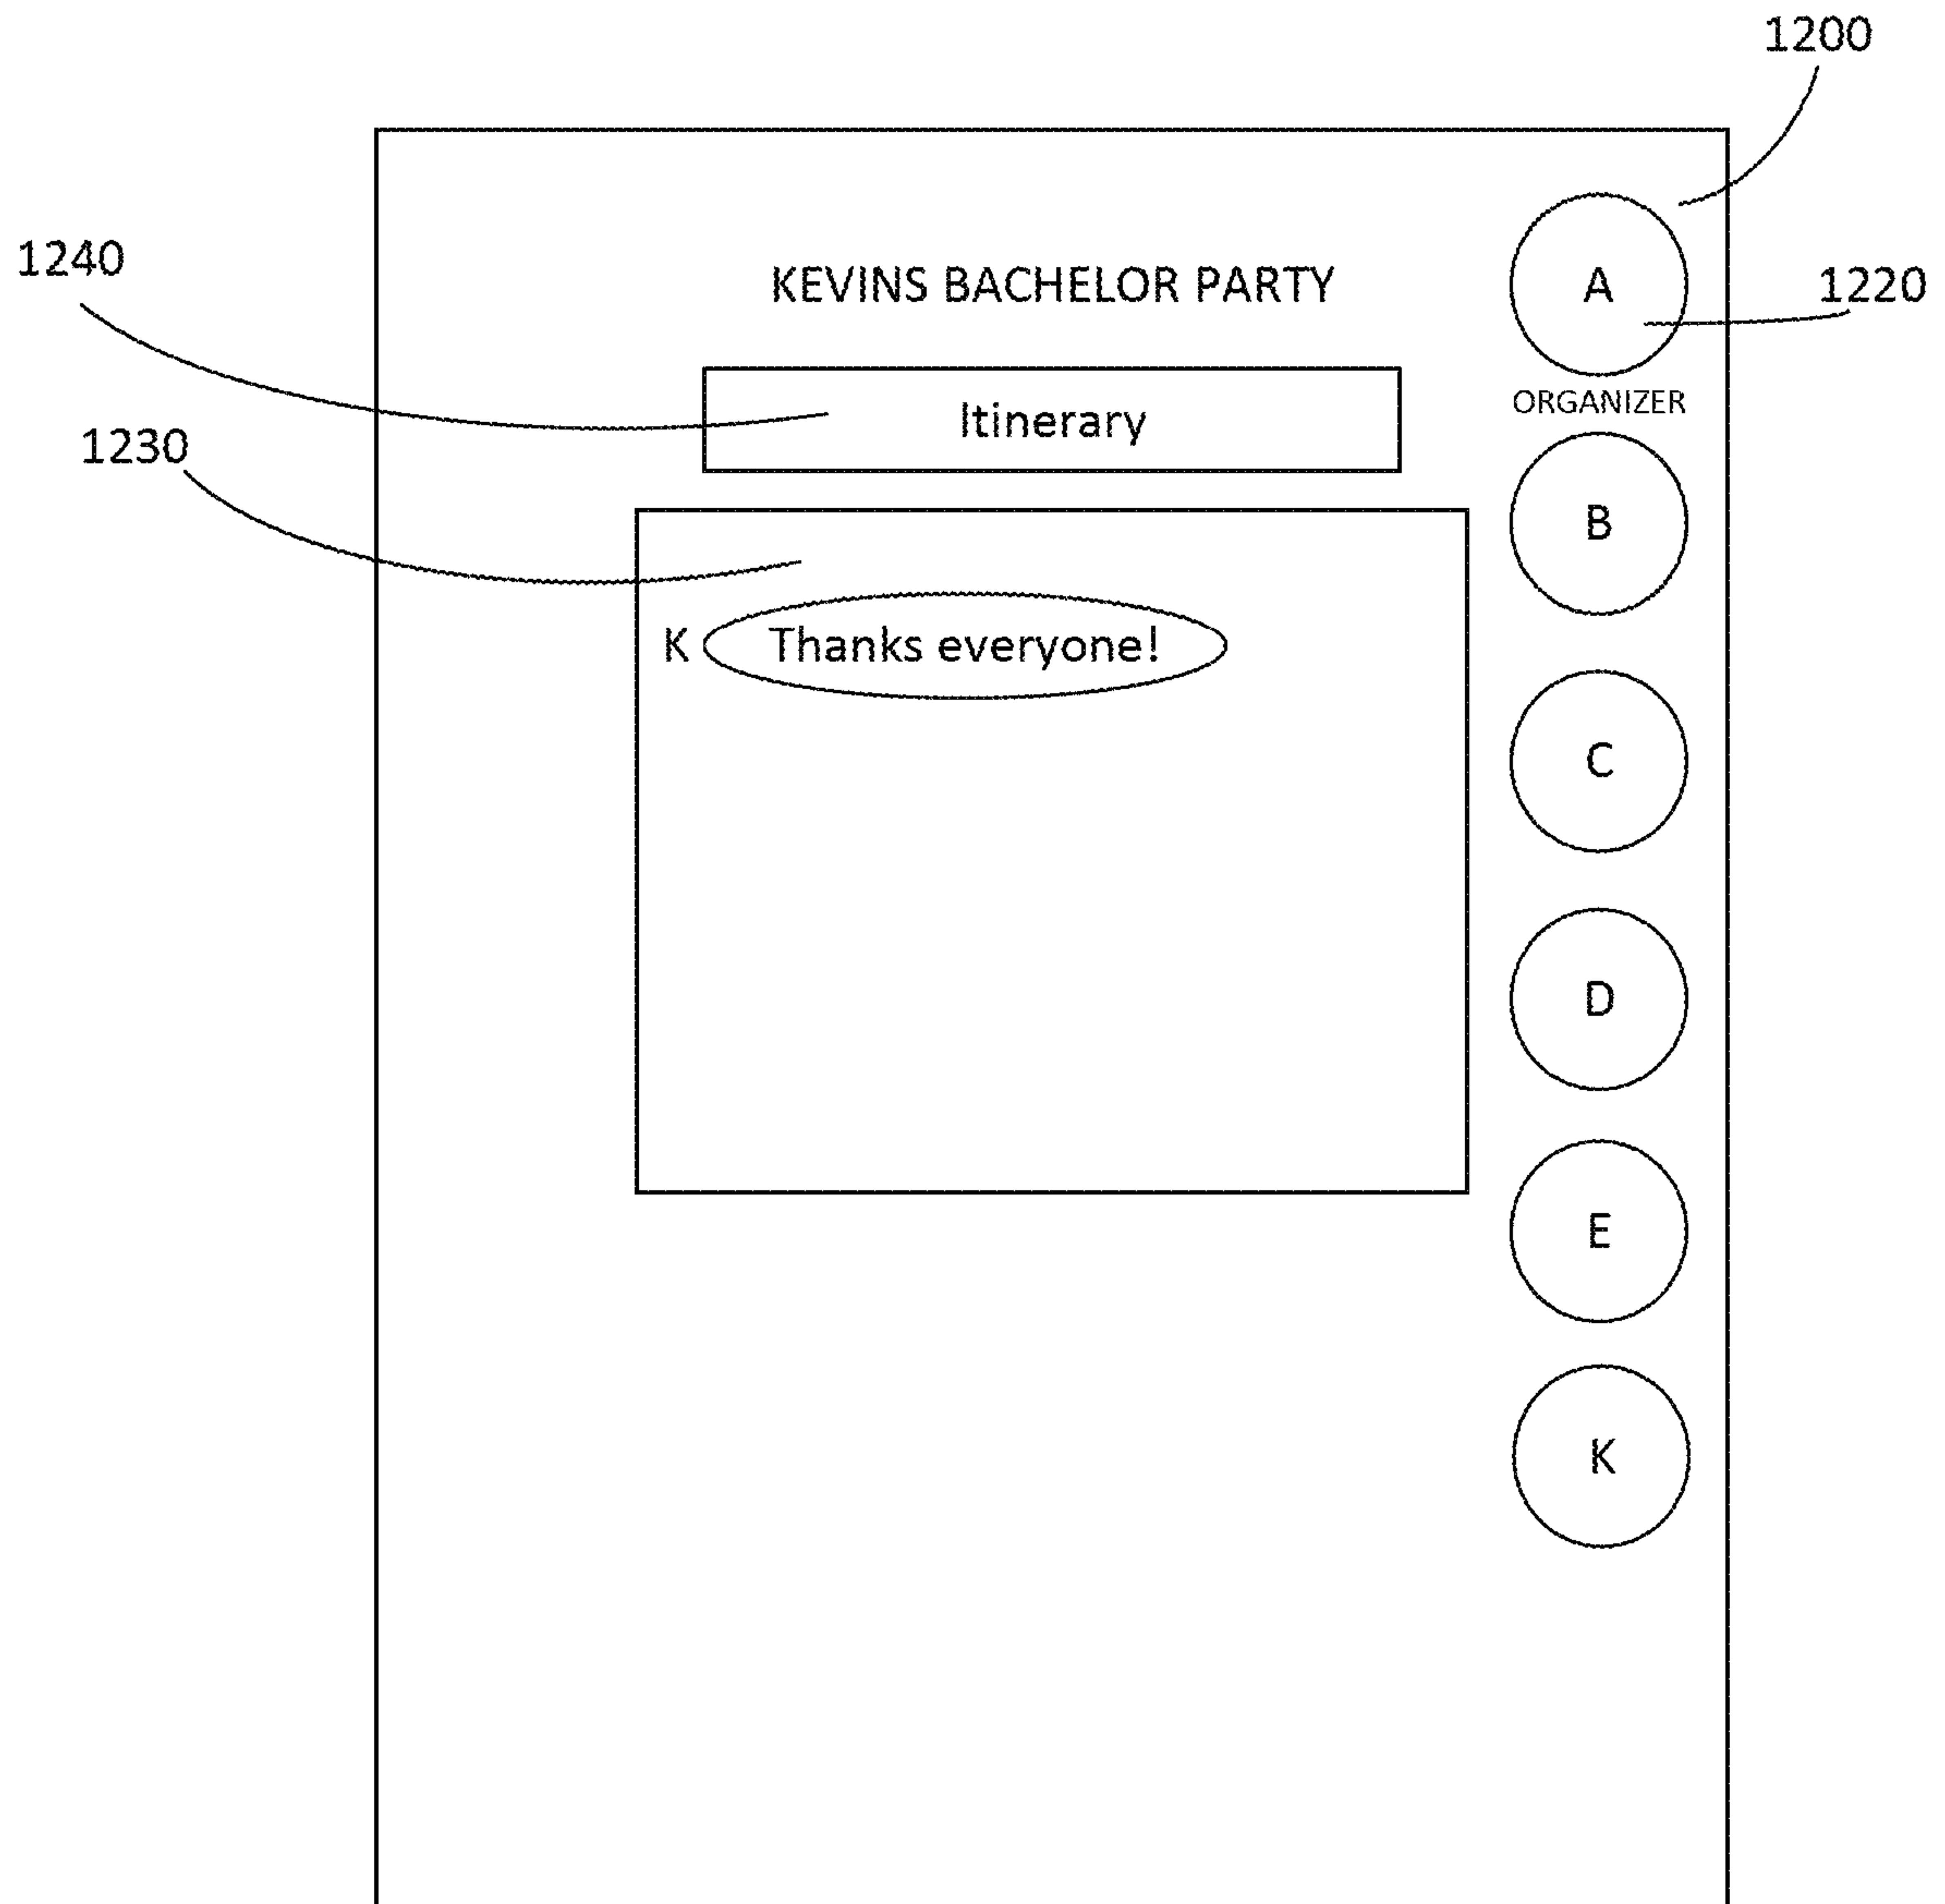 1200
1240
KEVINS BACHELOR PARTY
A
1220
Itinerary
ORGANIZER
1230
B
K Thanks everyone!
C
D
E
K